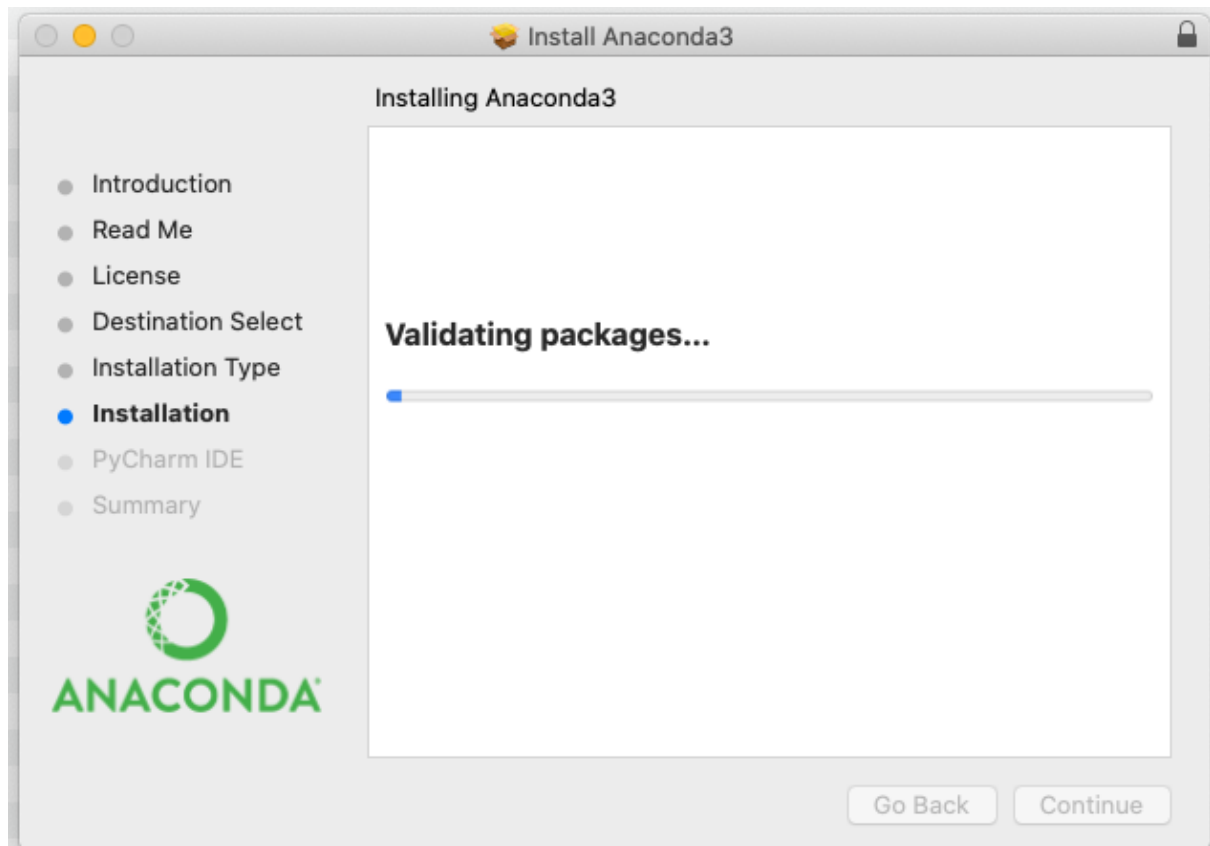 Install Anaconda3
Installing Anaconda3
Introduction
Read Me
License
Destination Select
Installation Type
Installation
PyCharm IDE
Summary
Validating packages...
ANACONDA
Go Back
Continue